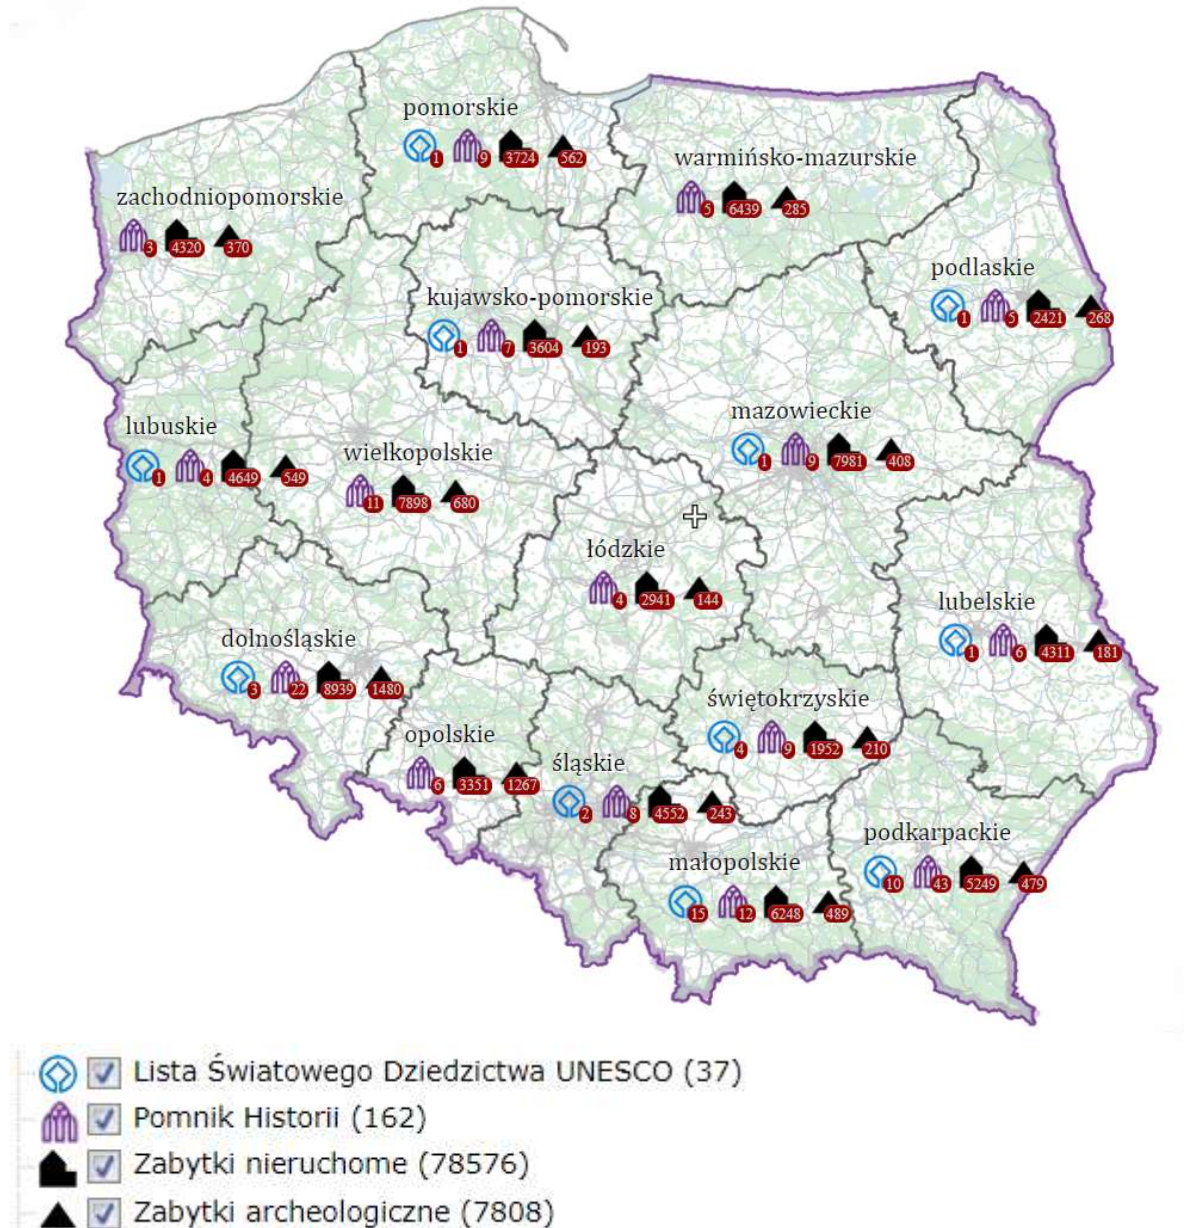 pomorskie
1 9 3724 562
warmińsko-mazurskie
5 6439 285
zachodniopomorskie
3 4320 370
podlaskie
1 5 2421 268
kujawsko-pomorskie
1 7 3604 193
mazowieckie
1 9 7981 408
lubuskie
1 4 4649 549
wielkopolskie
11 7898 680
łódzkie
4 2941 144
lubelskie
1 6 4311 181
dolnośląskie
3 22 8939 1480
świętokrzyskie
4 9 1952 210
opolskie
6 3351 1267
śląskie
2 8 4552 243
podkarpackie
10 43 5249 479
małopolskie
15 12 6248 489
Lista Światowego Dziedzictwa UNESCO (37)
Pomnik Historii (162)
Zabytki nieruchome (78576)
Zabytki archeologiczne (7808)